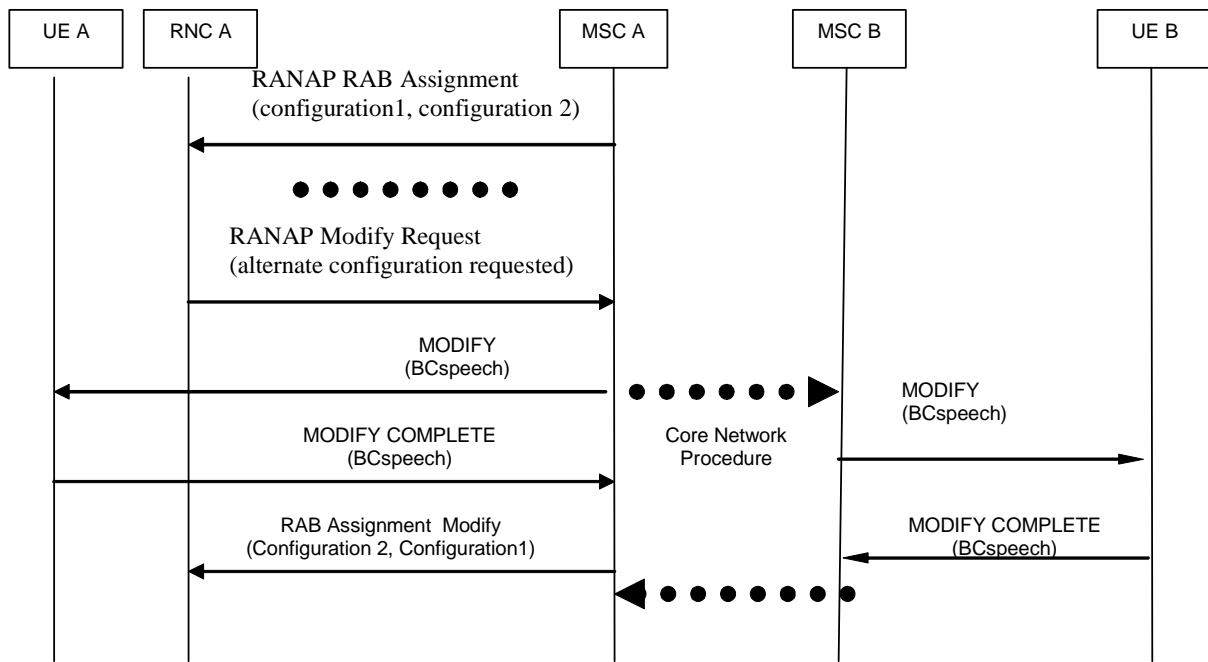 UE A
RNC A
MSC A
MSC B
UE B
RANAP RAB Assignment
(configuration1, configuration 2)
RANAP Modify Request
(alternate configuration requested)
MODIFY
(BCspeech)
MODIFY
(BCspeech)
MODIFY COMPLETE
(BCspeech)
Core Network
Procedure
RAB Assignment Modify
(Configuration 2, Configuration1)
MODIFY COMPLETE
(BCspeech)